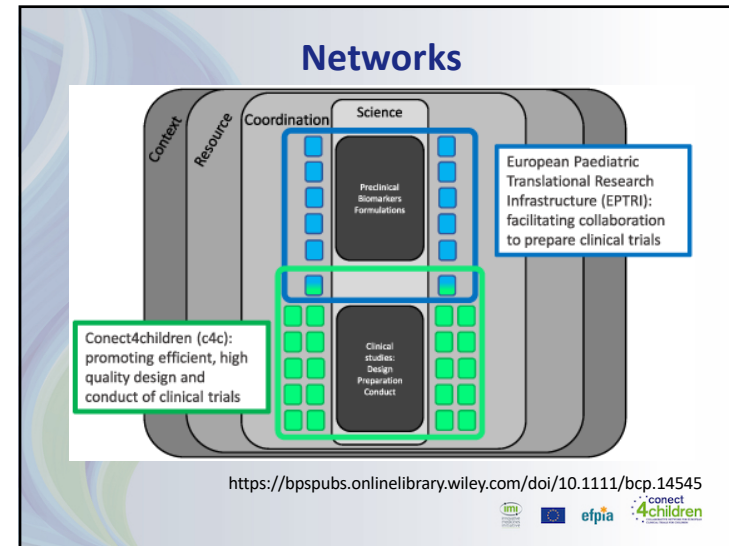 Networks
Context
Resource
Coordination
Science
Preclinical
Biomarkers
Formulations
European Paediatric
Translational Research
Infrastructure (EPTRI):
facilitating collaboration
to prepare clinical trials
Conect4children (c4c):
promoting efficient, high
quality design and
conduct of clinical trials
Clinical
studies:
Design
Preparation
Conduct
https://bpspubs.onlinelibrary.wiley.com/doi/10.1111/bcp.14545
imi
efpia
conect
4children